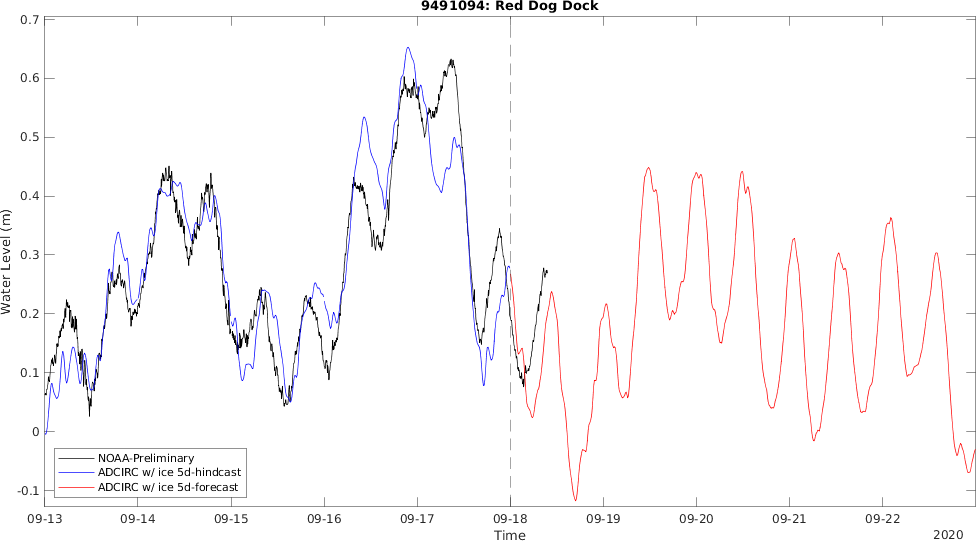 9491094: Red Dog Dock
0.7
0.6
0.5
0.4
0.3
0.2
0.1
0
-0.1
Water Level (m)
NOAA-Preliminary
ADCIRC w/ ice 5d-hindcast
ADCIRC w/ ice 5d-forecast
09-13 09-14 09-15 09-16 09-17 09-18 09-19 09-20 09-21 09-22
Time
2020